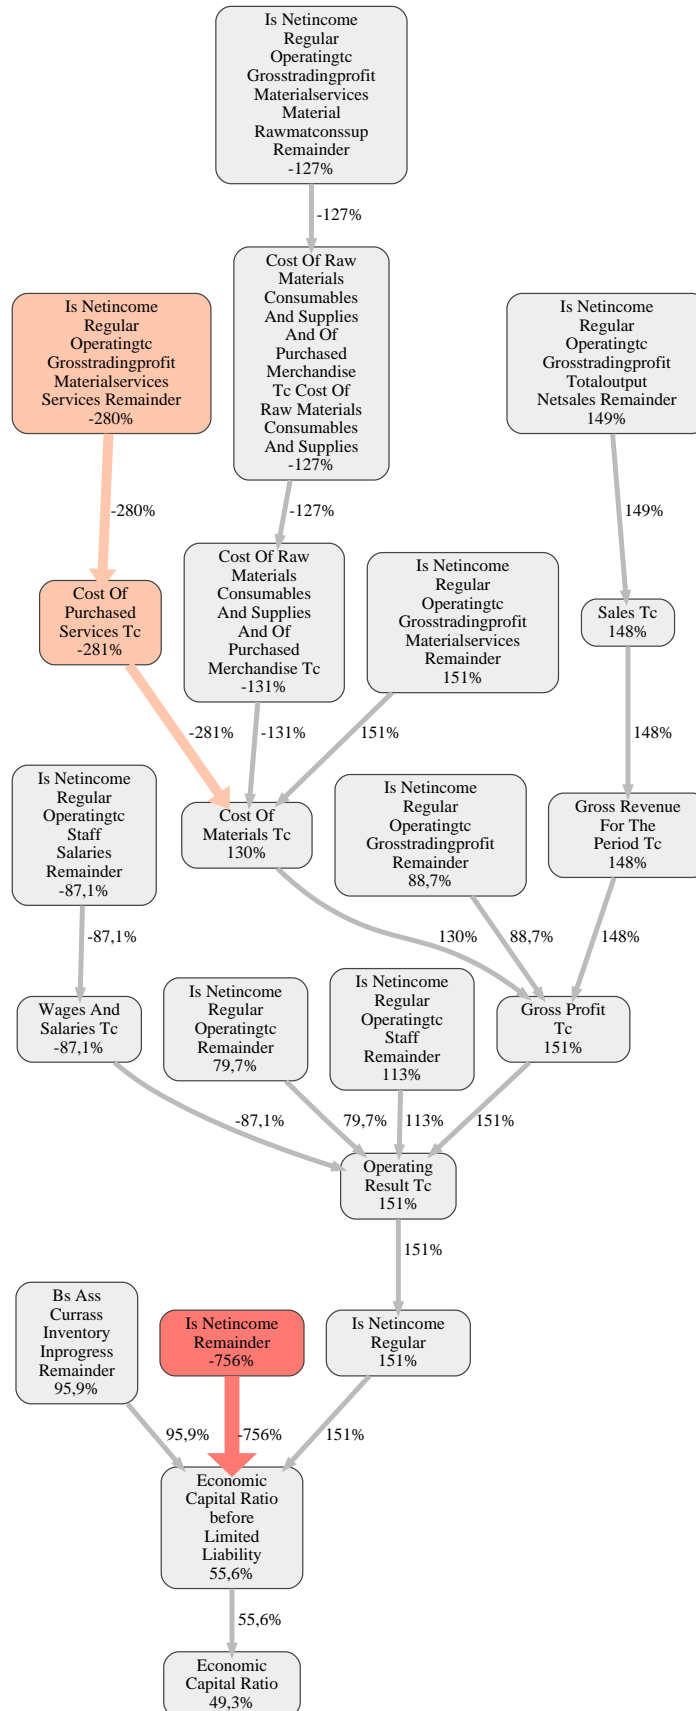 Is Netincome
Regular
Operatingtc
Grosstradingprofit
Materialservices
Material
Rawmatconssup
Remainder
-127%
-127%
Cost Of Raw
Materials
Consumables
And Supplies
And Of
Purchased
Merchandise
Tc Cost Of
Raw Materials
Consumables
And Supplies
-127%
Is Netincome
Regular
Operatingtc
Grosstradingprofit
Materialservices
Services Remainder
-280%
Is Netincome
Regular
Operatingtc
Grosstradingprofit
Totaloutput
Netsales Remainder
149%
-280%
-127%
149%
Cost Of
Purchased
Services Tc
-281%
Cost Of Raw
Materials
Consumables
And Supplies
And Of
Purchased
Merchandise Tc
-131%
Is Netincome
Regular
Operatingtc
Grosstradingprofit
Materialservices
Remainder
151%
Sales Tc
148%
-281%
-131%
151%
148%
Is Netincome
Regular
Operatingtc
Staff
Salaries
Remainder
-87,1%
Cost Of
Materials Tc
130%
Is Netincome
Regular
Operatingtc
Grosstradingprofit
Remainder
88,7%
Gross Revenue
For The
Period Tc
148%
-87,1%
130%
88,7%
148%
Wages And
Salaries Tc
-87,1%
Is Netincome
Regular
Operatingtc
Remainder
79,7%
Is Netincome
Regular
Operatingtc
Staff
Remainder
113%
Gross Profit
Tc
151%
-87,1%
79,7%
113%
151%
Operating
Result Tc
151%
151%
Bs Ass
Currass
Inventory
Inprogress
Remainder
95,9%
Is Netincome
Remainder
-756%
Is Netincome
Regular
151%
95,9%
-756%
151%
Economic
Capital Ratio
before
Limited
Liability
55,6%
55,6%
Economic
Capital Ratio
49,3%